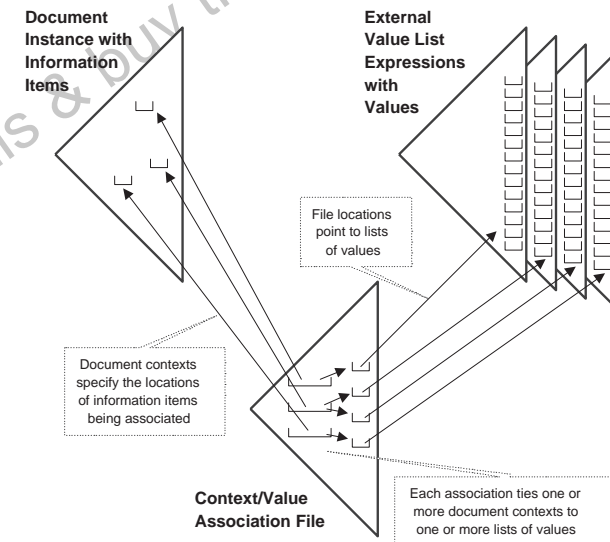 Document
Instance with
Information
Items
External
Value List
Expressions
with
Values
File locations
point to lists
of values
Document contexts
specify the locations
of information items
being associated
Context/Value
Association File
Each association ties one or
more document contexts to
one or more lists of values
& buy